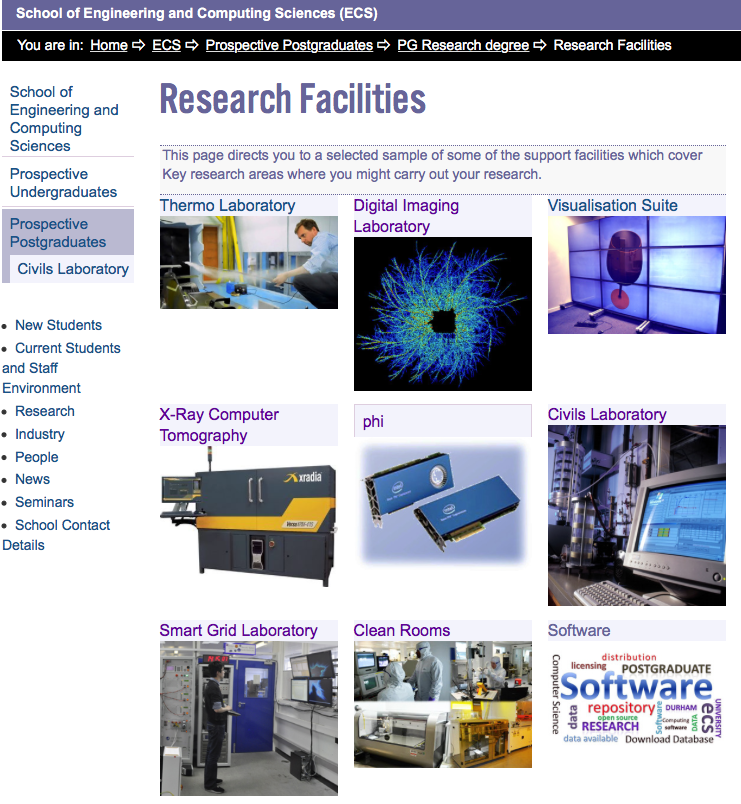 School of Engineering and Computing Sciences (ECS)
You are in: Home ⇨ ECS ⇨ Prospective Postgraduates ⇨ PG Research degree ⇨ Research Facilities
School of
Engineering and
Computing
Sciences
Prospective
Undergraduates
Prospective
Postgraduates
Civils Laboratory
• New Students
• Current Students
and Staff
Environment
• Research
• Industry
• People
• News
• Seminars
• School Contact
Details
Research Facilities
This page directs you to a selected sample of some of the support facilities which cover
Key research areas where you might carry out your research.
Thermo Laboratory
Digital Imaging
Laboratory
Visualisation Suite
X-Ray Computer
Tomography
xradia
phi
intel
Civils Laboratory
Smart Grid Laboratory
Clean Rooms
Software
distribution
licensing
POSTGRADUATE
Computer Science
Software
repository
data
open source
RESEARCH
Software
DURHAM
Computing
software
DATA
ECS
UNIVERSITY
data available
Download Database